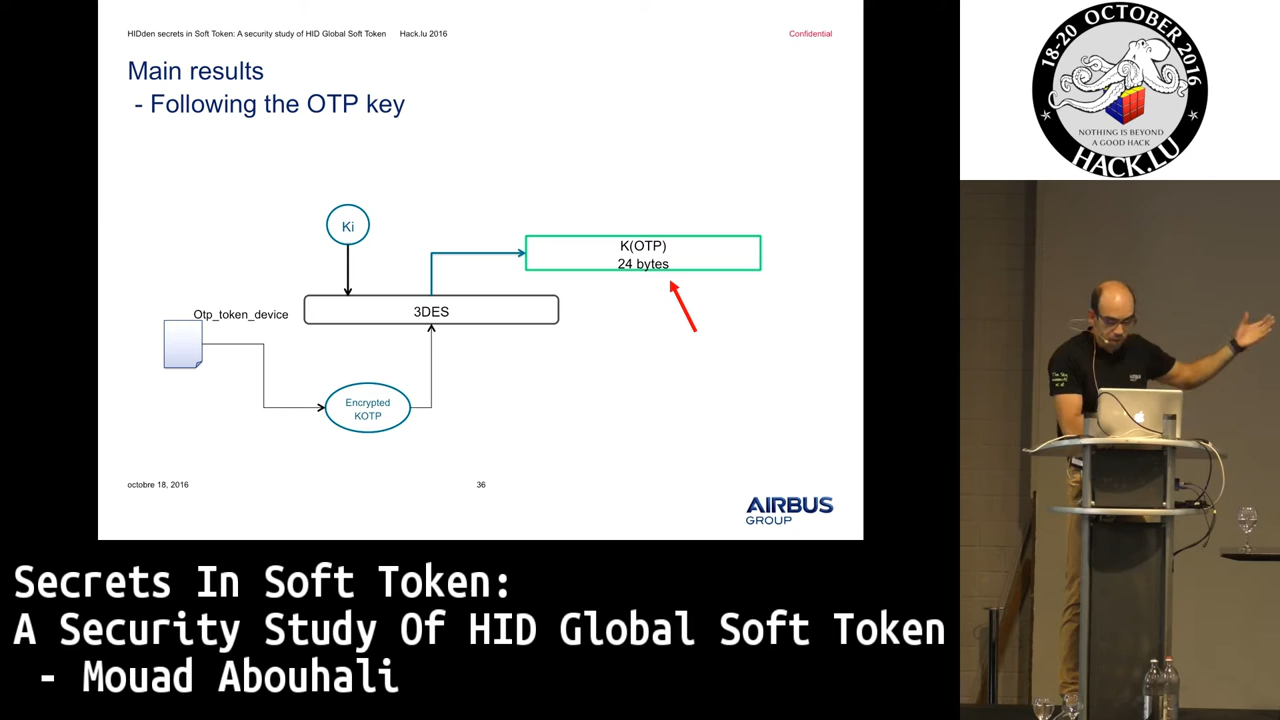 HIDden secrets in Soft Token: A security study of HID Global Soft Token Hack.lu 2016 Confidential
Main results
- Following the OTP key
Ki
K(OTP)
24 bytes
3DES
Otp_token_device
Encrypted
KOTP
octobre 18, 2016 36
AIRBUS
GROUP
18-20 OCTOBER 2016
NOTHING IS BEYOND
A GOOD HACK
HACK.LU
AIRBUS
Secrets In Soft Token:
A Security Study Of HID Global Soft Token
- Mouad Abouhali